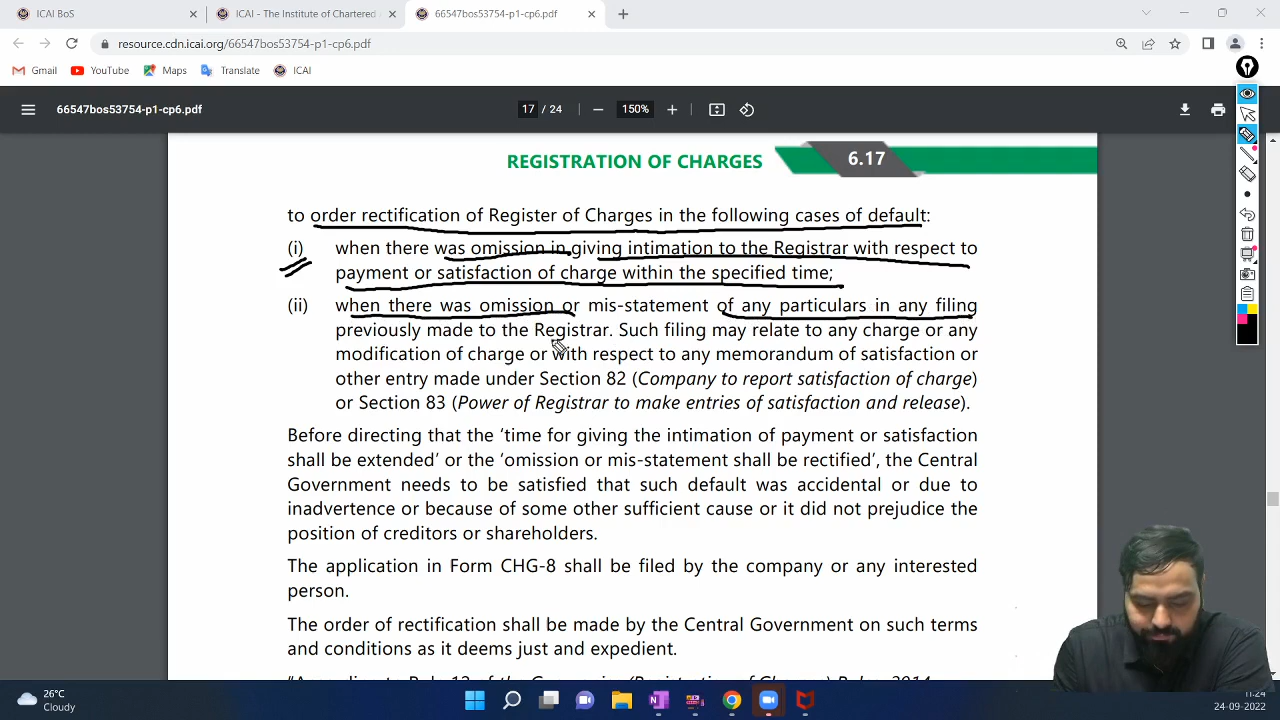 ICAI BoS
ICAI - The Institute of Chartered
66547bos53754-p1-cp6.pdf
resource.cdn.icai.org/66547bos53754-p1-cp6.pdf
Gmail YouTube Maps Translate ICAI
66547bos53754-p1-cp6.pdf 17 / 24 150%
REGISTRATION OF CHARGES 6.17
to order rectification of Register of Charges in the following cases of default:
(i) when there was omission in giving intimation to the Registrar with respect to
payment or satisfaction of charge within the specified time;
(ii) when there was omission or mis-statement of any particulars in any filing
previously made to the Registrar. Such filing may relate to any charge or any
modification of charge or with respect to any memorandum of satisfaction or
other entry made under Section 82 (Company to report satisfaction of charge)
or Section 83 (Power of Registrar to make entries of satisfaction and release).
Before directing that the ‘time for giving the intimation of payment or satisfaction
shall be extended’ or the ‘omission or mis-statement shall be rectified’, the Central
Government needs to be satisfied that such default was accidental or due to
inadvertence or because of some other sufficient cause or it did not prejudice the
position of creditors or shareholders.
The application in Form CHG-8 shall be filed by the company or any interested
person.
The order of rectification shall be made by the Central Government on such terms
and conditions as it deems just and expedient.
26°C
Cloudy
11:24
24-09-2022